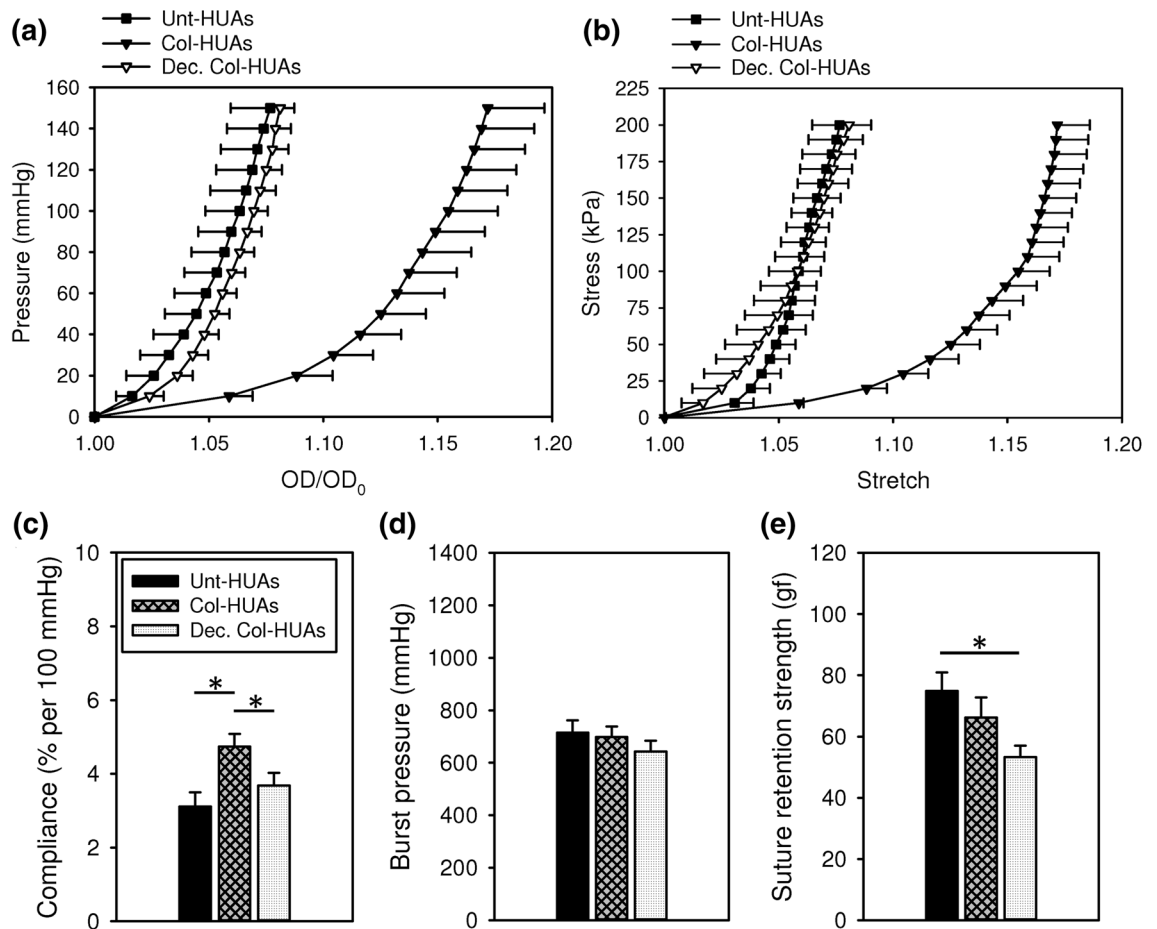 (a)
Unt-HUAs
Col-HUAs
Dec. Col-HUAs
160
140
120
100
80
60
40
20
0
Pressure (mmHg)
1.00 1.05 1.10 1.15 1.20
OD/OD₀
(b)
Unt-HUAs
Col-HUAs
Dec. Col-HUAs
225
200
175
150
125
100
75
50
25
0
Stress (kPa)
1.00 1.05 1.10 1.15 1.20
Stretch
(c)
10
8
6
4
2
0
Compliance (% per 100 mmHg)
Unt-HUAs
Col-HUAs
Dec. Col-HUAs
* *
(d)
1400
1200
1000
800
600
400
200
0
Burst pressure (mmHg)
(e)
120
100
80
60
40
20
0
Suture retention strength (gf)
*